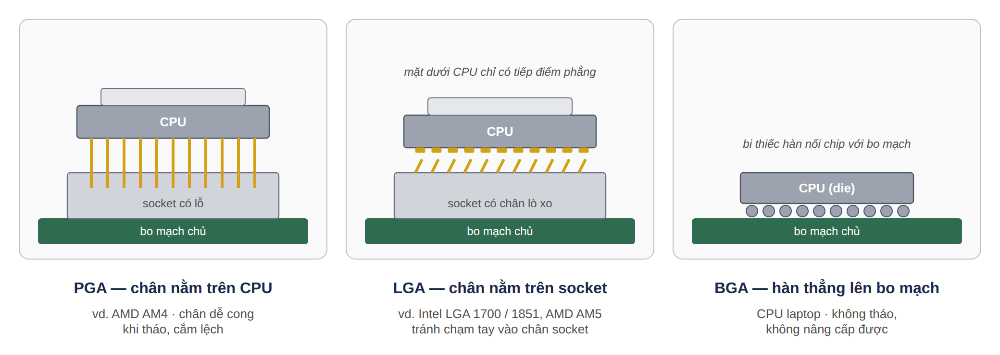 CPU
socket có lỗ
bo mạch chủ
PGA — chân nằm trên CPU
vd. AMD AM4 · chân dễ cong
khi tháo, cắm lệch
mặt dưới CPU chỉ có tiếp điểm phẳng
CPU
socket có chân lò xo
bo mạch chủ
LGA — chân nằm trên socket
vd. Intel LGA 1700 / 1851, AMD AM5
tránh chạm tay vào chân socket
bi thiếc hàn nối chip với bo mạch
CPU (die)
bo mạch chủ
BGA — hàn thẳng lên bo mạch
CPU laptop · không tháo,
không nâng cấp được